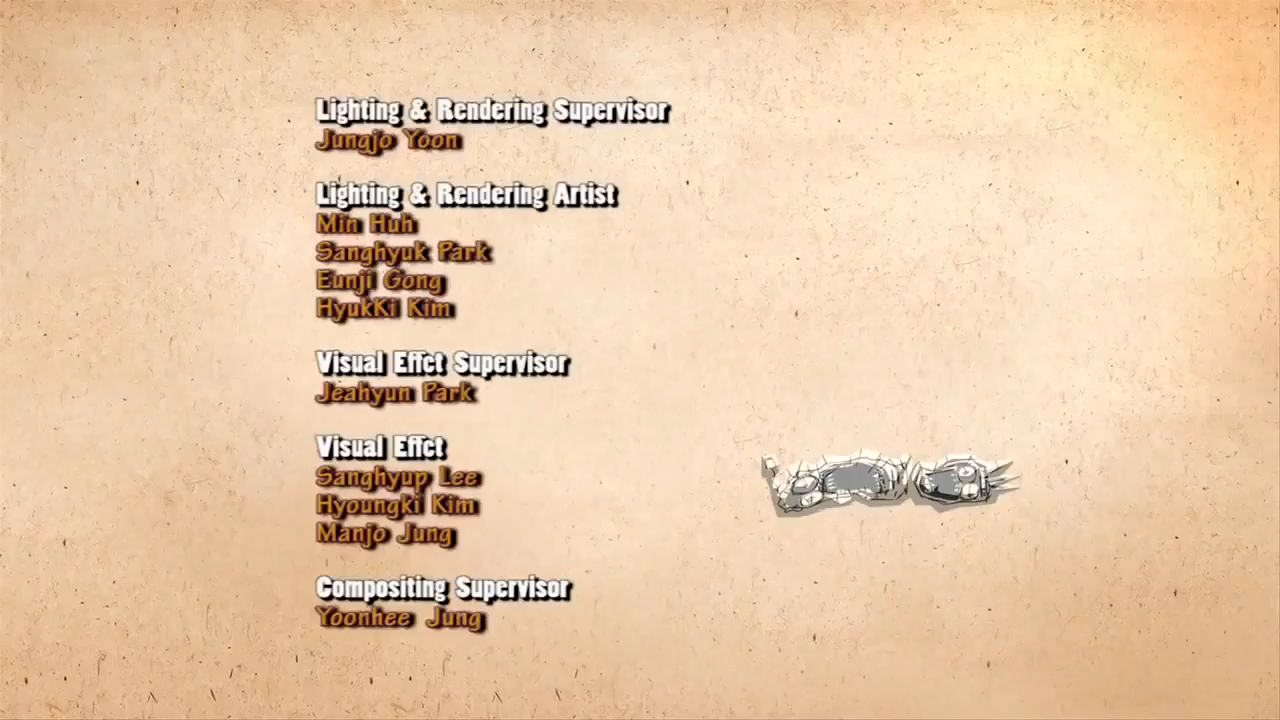 Lighting & Rendering Supervisor
Jungjo Yoon
Lighting & Rendering Artist
Min Huh
Sanghyuk Park
Eunji Gong
HyukKi Kim
Visual Effct Supervisor
Jeahyun Park
Visual Effct
Sanghyup Lee
Hyoungki Kim
Manjo Jung
Compositing Supervisor
Yoonhee Jung